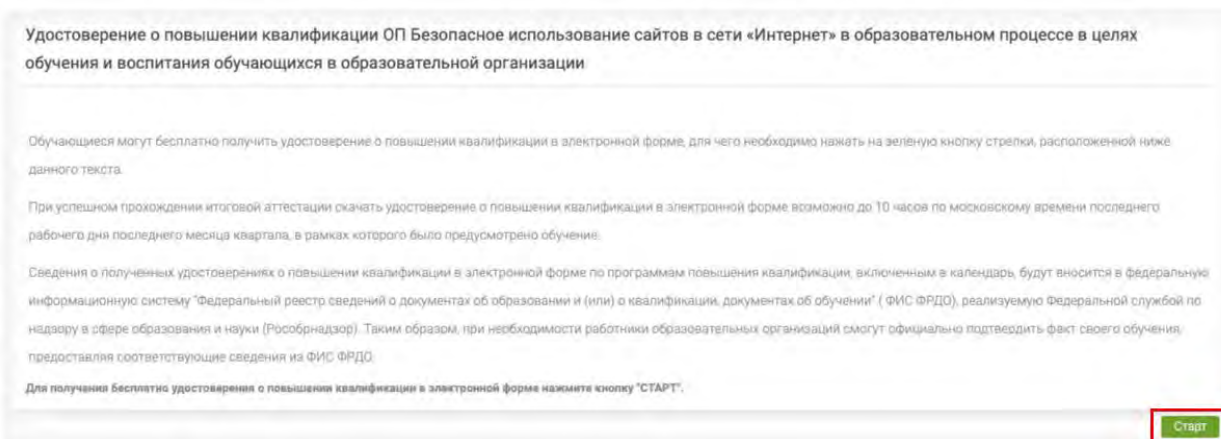 Удостоверение о повышении квалификации ОП Безопасное использование сайтов в сети «Интернет» в образовательном процессе в целях
обучения и воспитания обучающихся в образовательной организации
Обучающиеся могут бесплатно получить удостоверение о повышении квалификации в электронной форме, для чего необходимо нажать на зеленую кнопку стрелки, расположенной ниже
данного текста.
При успешном прохождении итоговой аттестации скачать удостоверение о повышении квалификации в электронной форме возможно до 10 часов по московскому времени последнего
рабочего дня последнего месяца квартала, в рамках которого было предусмотрено обучение.
Сведения о полученных удостоверениях о повышении квалификации в электронной форме по программам повышения квалификации, включенным в календарь, будут вносится в федеральную
информационную систему "Федеральный реестр сведений о документах об образовании и (или) о квалификации, документах об обучении" ( ФИС ФРДО), реализуемую Федеральной службой по
надзору в сфере образования и науки (Рособрнадзор). Таким образом, при необходимости работники образовательных организаций смогут официально подтвердить факт своего обучения,
предоставляя соответствующие сведения из ФИС ФРДО.
Для получения бесплатно удостоверения о повышении квалификации в электронной форме нажмите кнопку "СТАРТ".
Старт